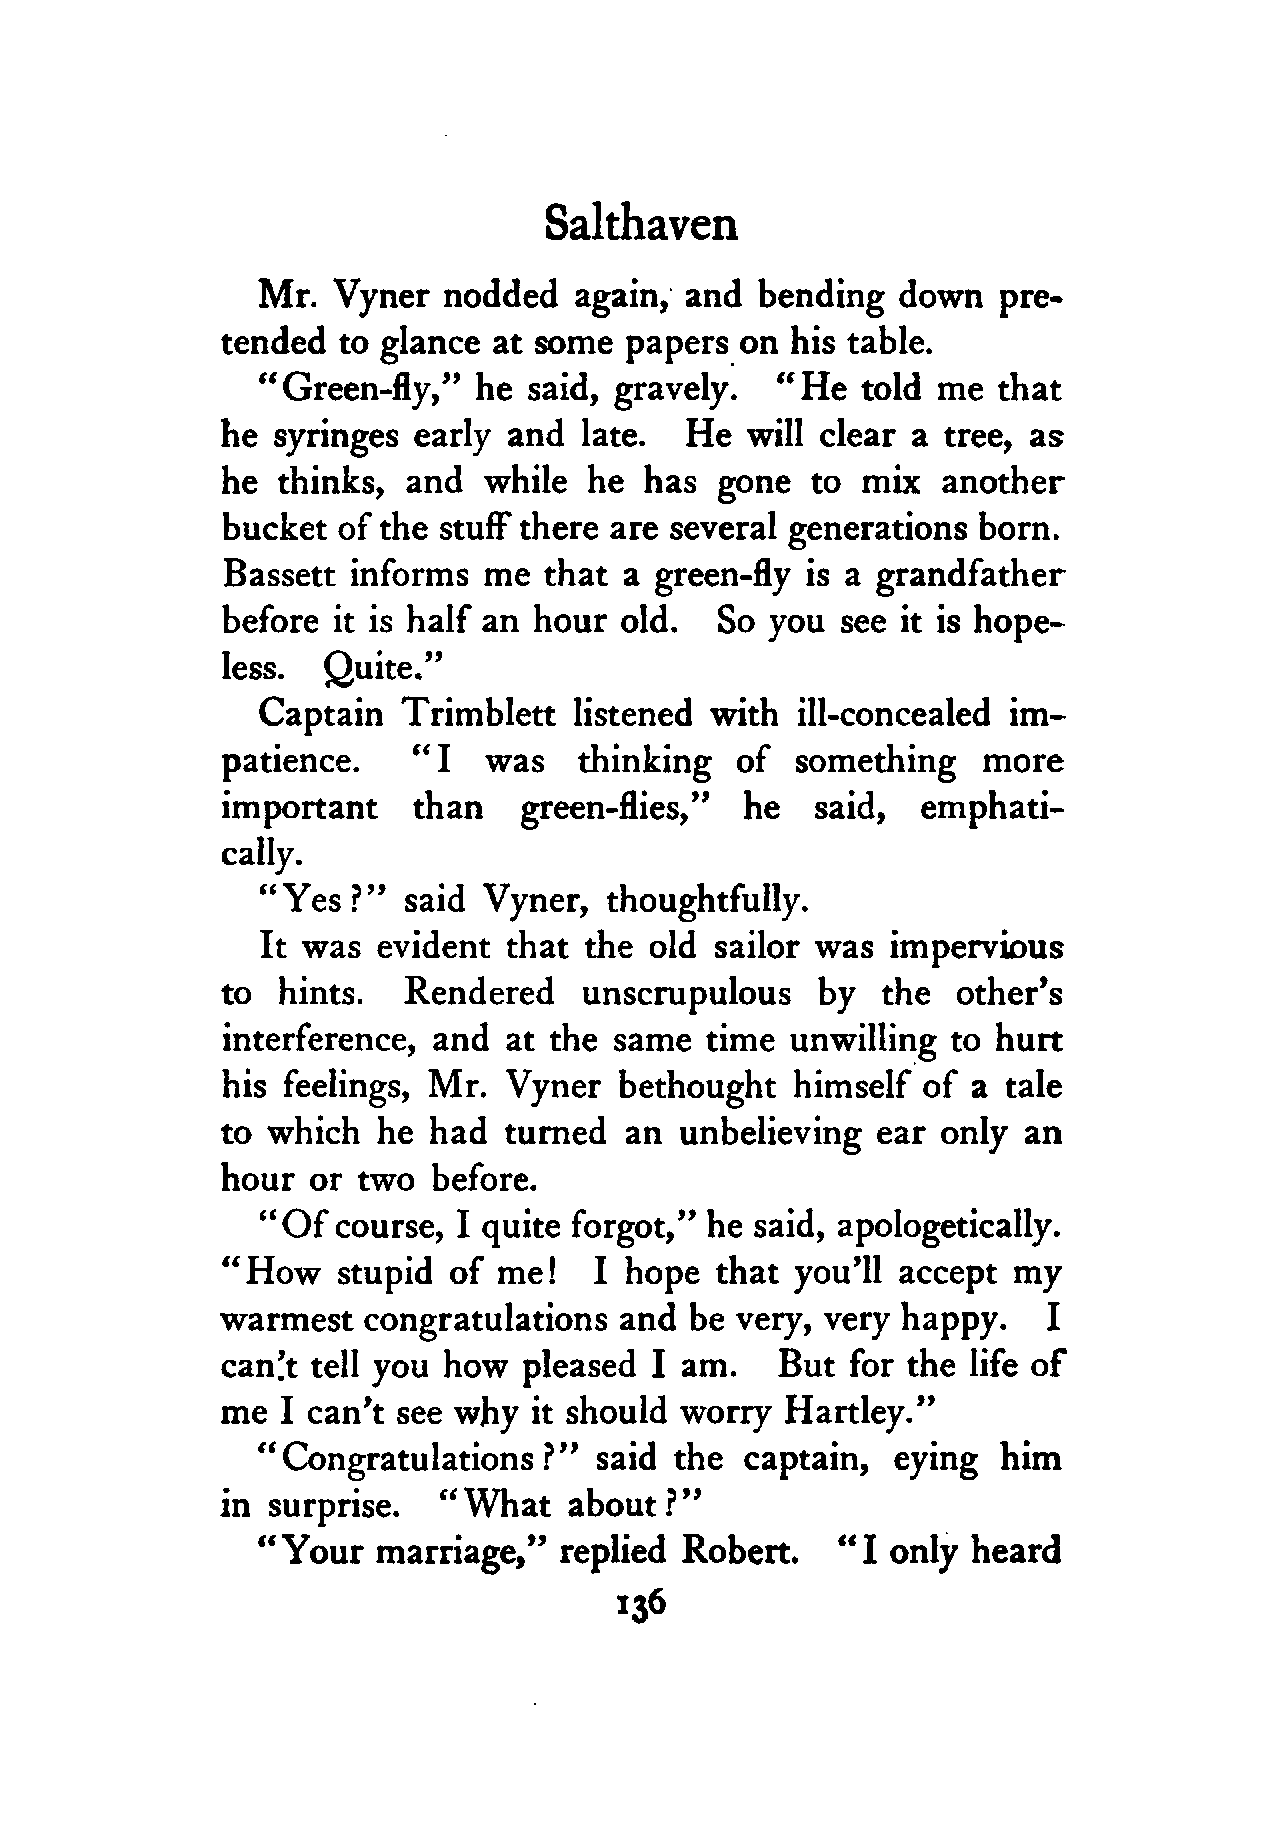 Salthaven
Mr. Vyner nodded again, and bending down pre-
tended to glance at some papers on his table.
"Green-fly," he said, gravely. "He told me that
he syringes early and late. He will clear a tree, as
he thinks, and while he has gone to mix another
bucket of the stuff there are several generations born.
Bassett informs me that a green-fly is a grandfather
before it is half an hour old. So you see it is hope-
less. Quite."
Captain Trimblett listened with ill-concealed im-
patience. "I was thinking of something more
important than green-flies," he said, emphati-
cally.
"Yes?" said Vyner, thoughtfully.
It was evident that the old sailor was impervious
to hints. Rendered unscrupulous by the other's
interference, and at the same time unwilling to hurt
his feelings, Mr. Vyner bethought himself of a tale
to which he had turned an unbelieving ear only an
hour or two before.
"Of course, I quite forgot," he said, apologetically.
"How stupid of me! I hope that you'll accept my
warmest congratulations and be very, very happy. I
can't tell you how pleased I am. But for the life of
me I can't see why it should worry Hartley."
"Congratulations?" said the captain, eying him
in surprise. "What about?"
"Your marriage," replied Robert. "I only heard
136